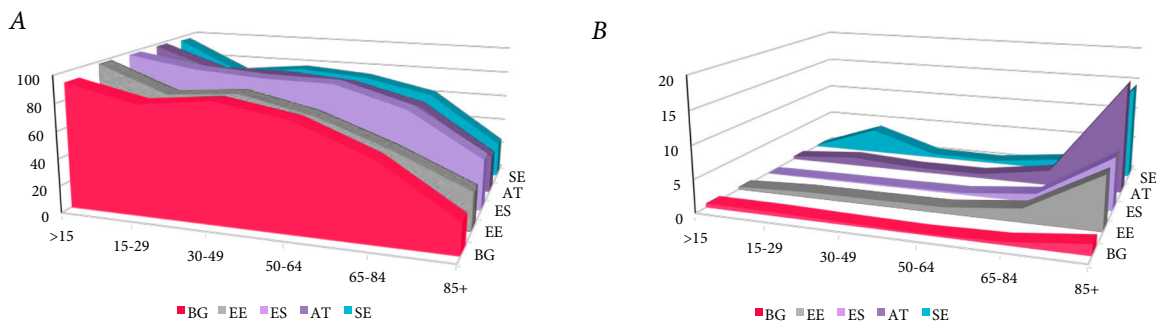 A
100
80
60
40
20
0
>15
15-29
30-49
50-64
65-84
85+
SE
AT
ES
EE
BG
BG EE ES AT SE
B
20
15
10
5
0
>15
15-29
30-49
50-64
65-84
85+
SE
AT
ES
EE
BG
BG EE ES AT SE